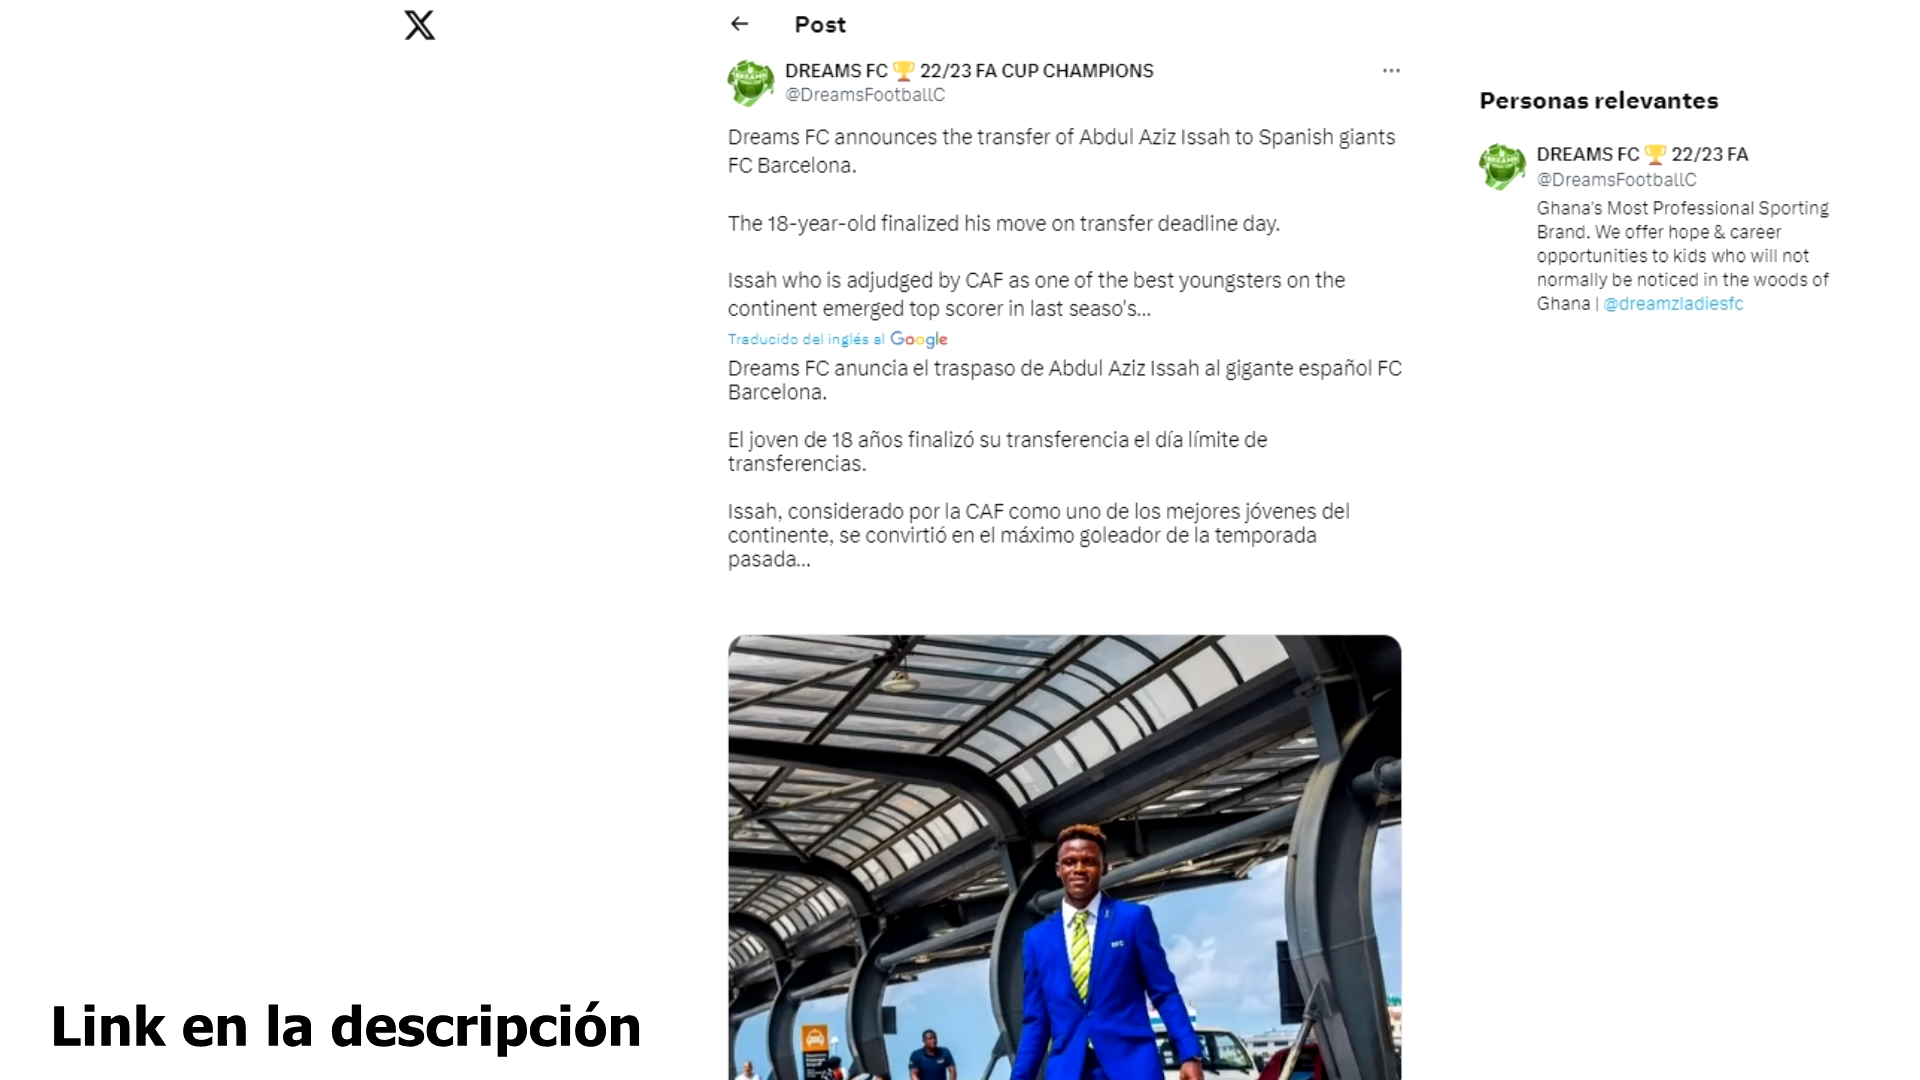 Post
DREAMS FC 🏆 22/23 FA CUP CHAMPIONS
@DreamsFootballC
Dreams FC announces the transfer of Abdul Aziz Issah to Spanish giants
FC Barcelona.
The 18-year-old finalized his move on transfer deadline day.
Issah who is adjudged by CAF as one of the best youngsters on the
continent emerged top scorer in last seaso's...
Traducido del inglés al Google
Dreams FC anuncia el traspaso de Abdul Aziz Issah al gigante español FC
Barcelona.
El joven de 18 años finalizó su transferencia el día límite de
transferencias.
Issah, considerado por la CAF como uno de los mejores jóvenes del
continente, se convirtió en el máximo goleador de la temporada
pasada...
Personas relevantes
DREAMS FC 🏆 22/23 FA
@DreamsFootballC
Ghana's Most Professional Sporting
Brand. We offer hope & career
opportunities to kids who will not
normally be noticed in the woods of
Ghana | @dreamzladiesfc
Link en la descripción